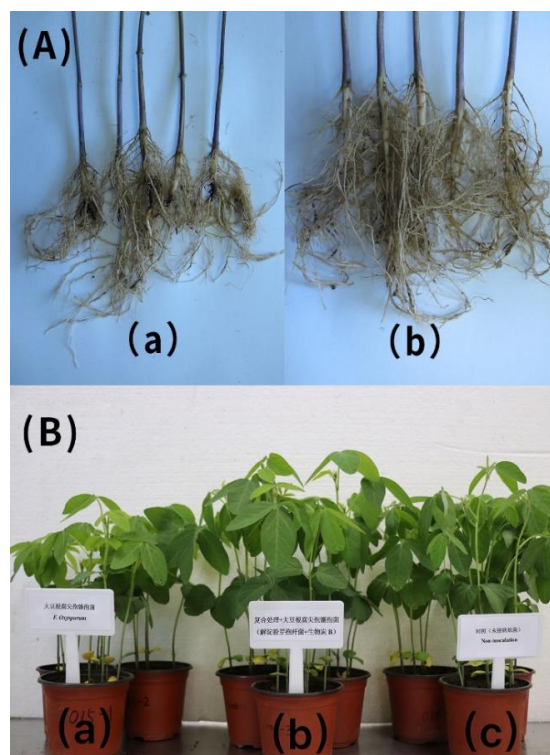 (A)
(a)
(b)
(B)
大豆根腐尖孢镰孢菌
F. Oxysporum
复合处理+大豆根腐尖孢镰孢菌
(解淀粉芽孢杆菌+生物炭 B)
对照（未接病原菌）
Non-inoculation
(a)
(b)
(c)